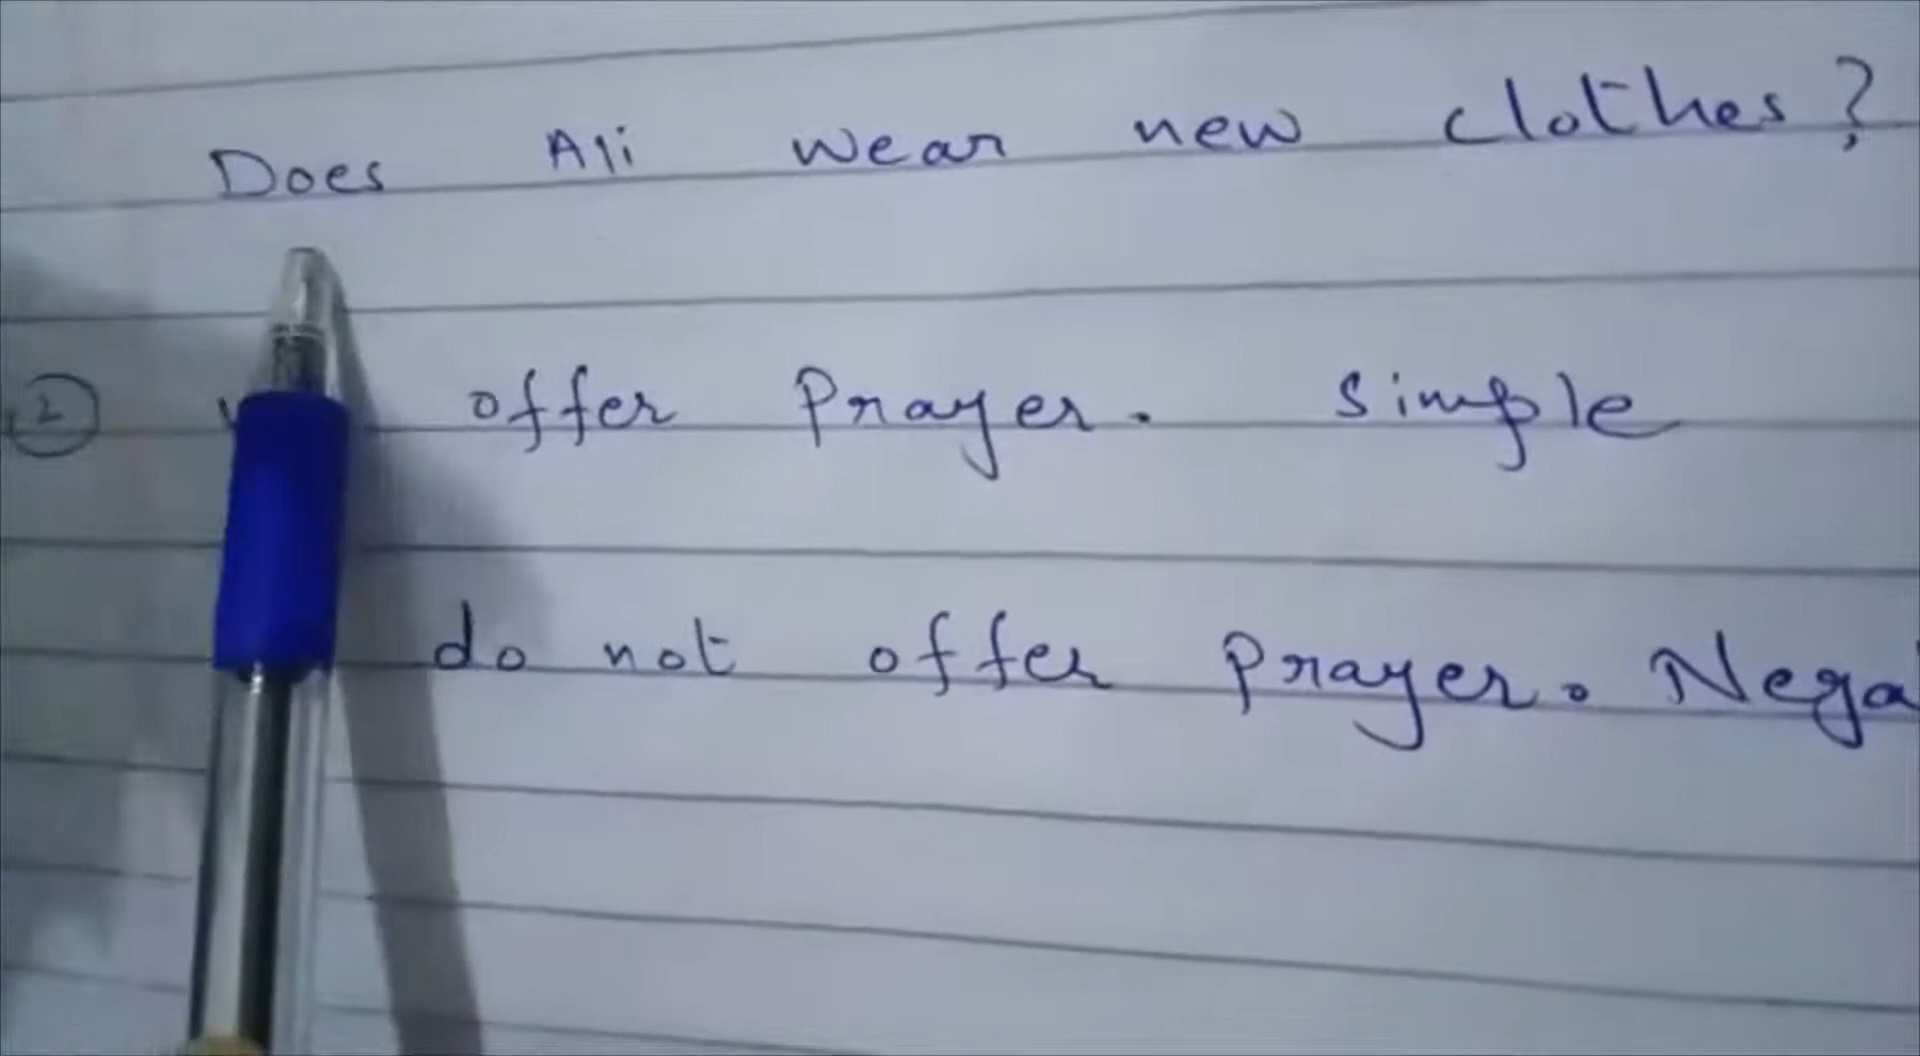 Does Ali wear new clothes?
2 offer Prayer. Simple
do not offer Prayer. Nega